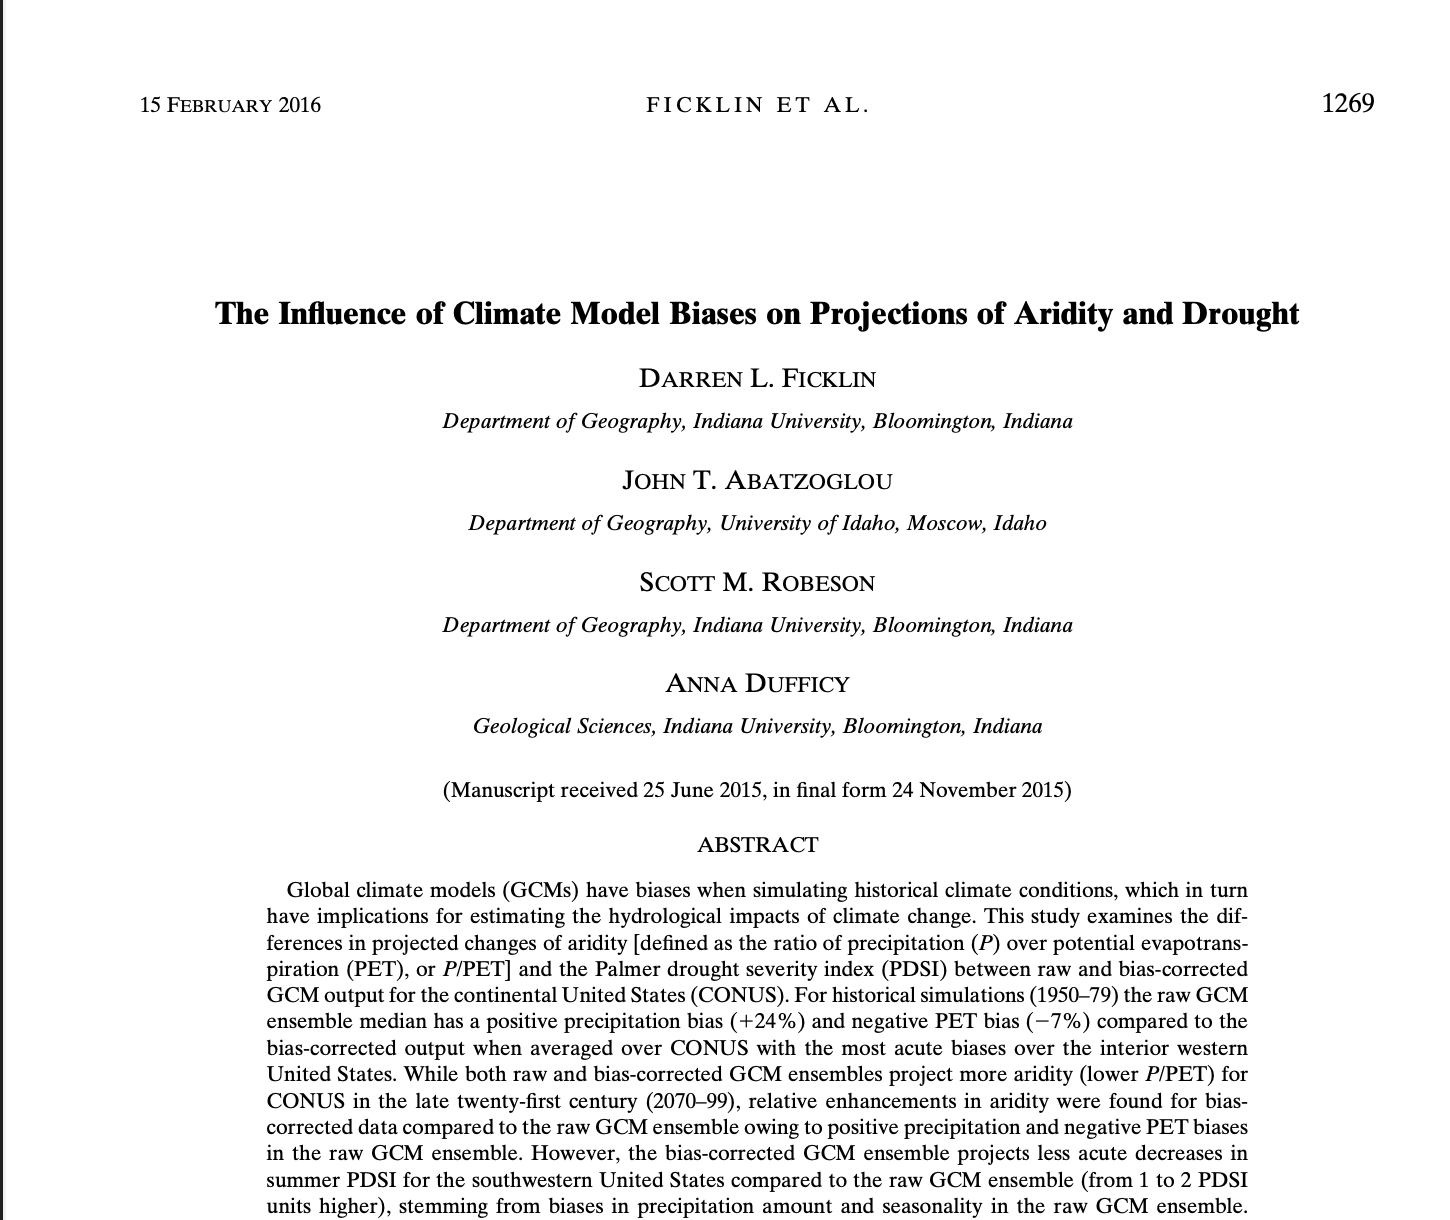 15 FEBRUARY 2016 FICKLIN ET AL. 1269
The Influence of Climate Model Biases on Projections of Aridity and Drought
DARREN L. FICKLIN
Department of Geography, Indiana University, Bloomington, Indiana
JOHN T. ABATZOGLOU
Department of Geography, University of Idaho, Moscow, Idaho
SCOTT M. ROBESON
Department of Geography, Indiana University, Bloomington, Indiana
ANNA DUFFICY
Geological Sciences, Indiana University, Bloomington, Indiana
(Manuscript received 25 June 2015, in final form 24 November 2015)
ABSTRACT
Global climate models (GCMs) have biases when simulating historical climate conditions, which in turn
have implications for estimating the hydrological impacts of climate change. This study examines the dif-
ferences in projected changes of aridity [defined as the ratio of precipitation (P) over potential evapotrans-
piration (PET), or P/PET] and the Palmer drought severity index (PDSI) between raw and bias-corrected
GCM output for the continental United States (CONUS). For historical simulations (1950–79) the raw GCM
ensemble median has a positive precipitation bias (+24%) and negative PET bias (−7%) compared to the
bias-corrected output when averaged over CONUS with the most acute biases over the interior western
United States. While both raw and bias-corrected GCM ensembles project more aridity (lower P/PET) for
CONUS in the late twenty-first century (2070–99), relative enhancements in aridity were found for bias-
corrected data compared to the raw GCM ensemble owing to positive precipitation and negative PET biases
in the raw GCM ensemble. However, the bias-corrected GCM ensemble projects less acute decreases in
summer PDSI for the southwestern United States compared to the raw GCM ensemble (from 1 to 2 PDSI
units higher), stemming from biases in precipitation amount and seasonality in the raw GCM ensemble.